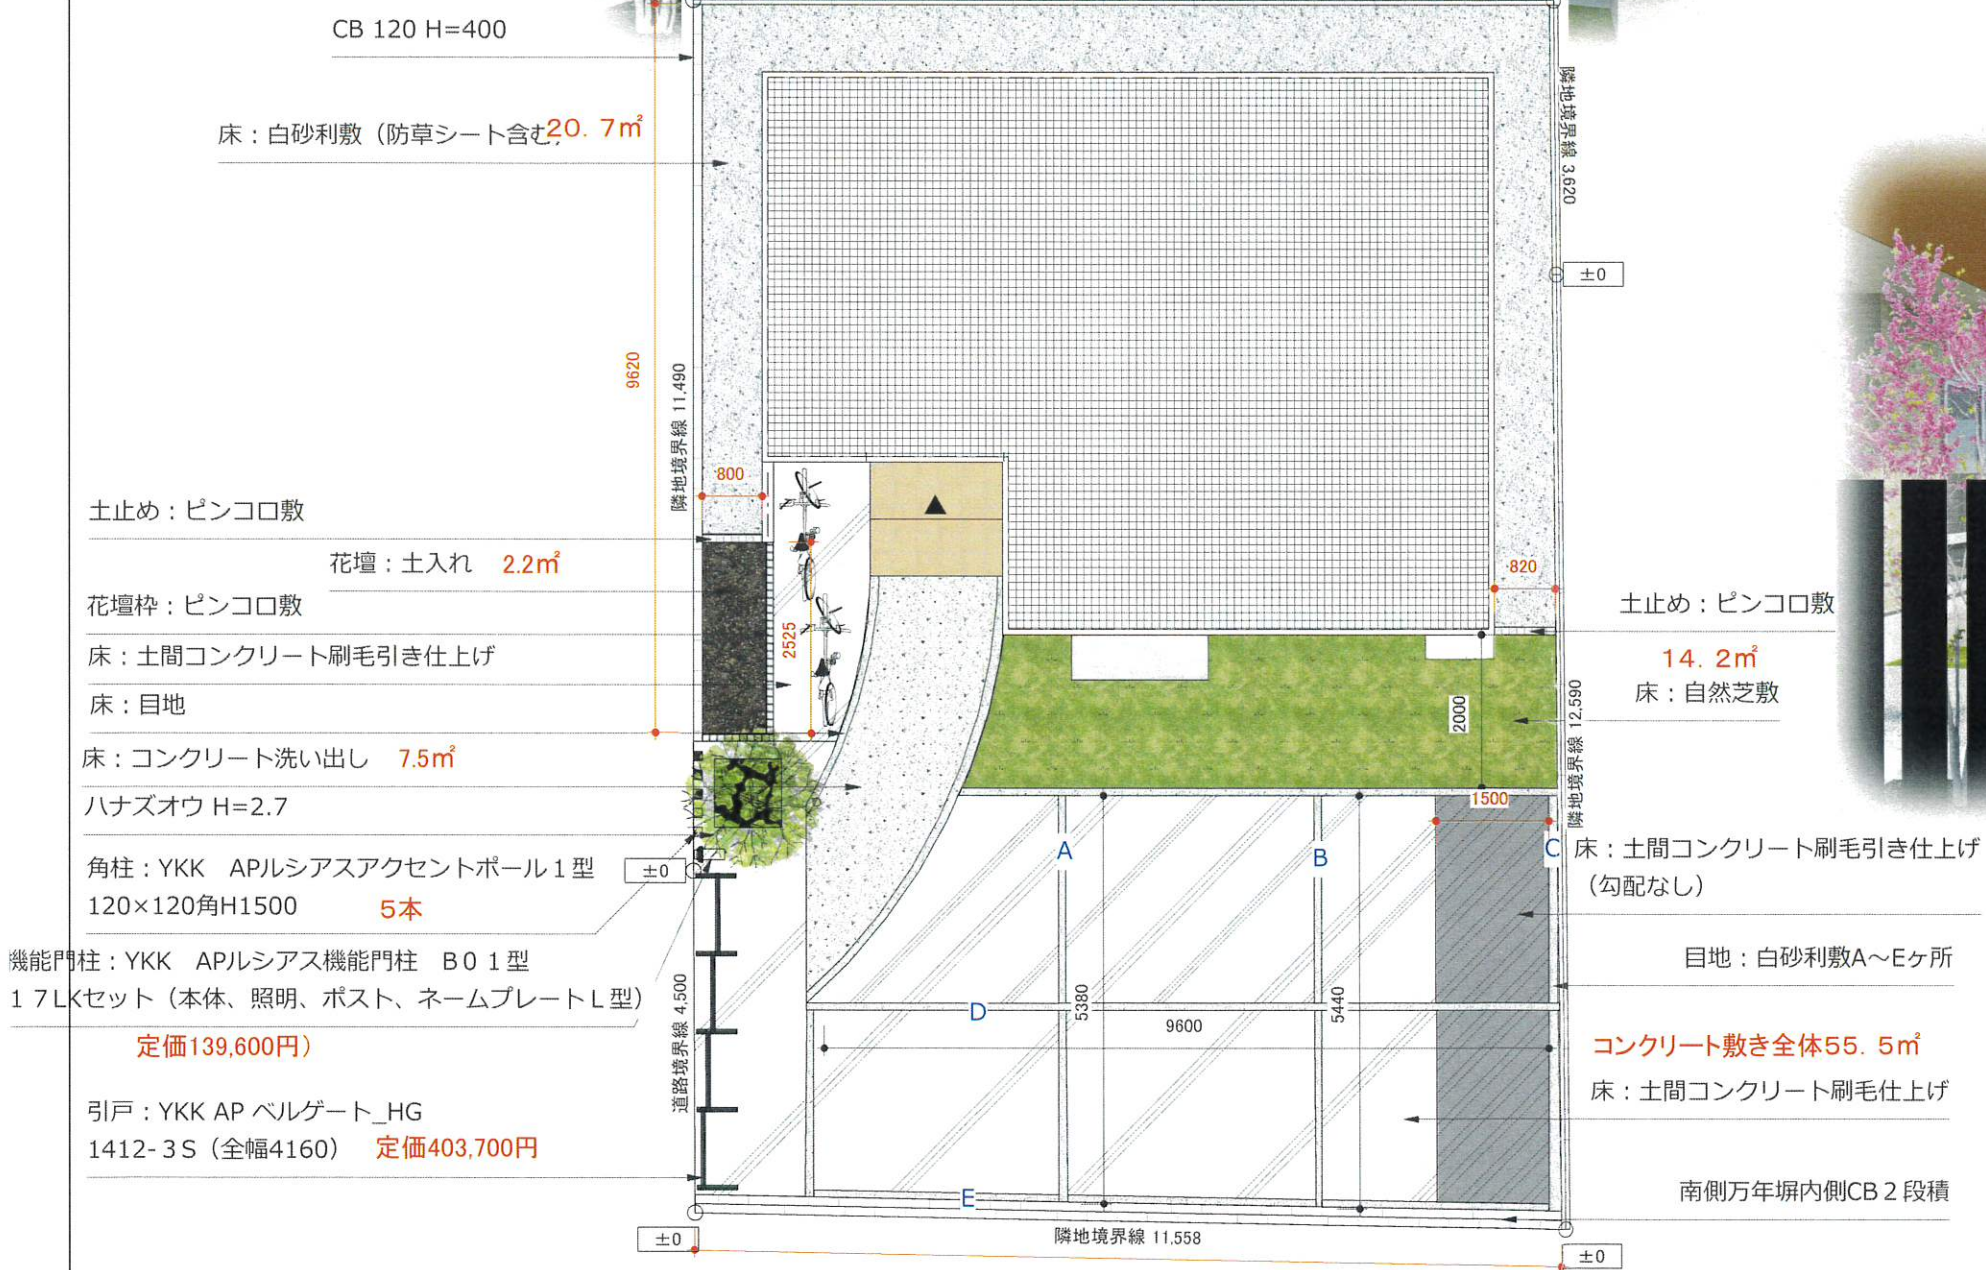 CB 120 H=400
床：白砂利敷（防草シート含む 20.7㎡
隣地境界線 3,620
±0
9620
隣地境界線 11,490
800
土止め：ピンコロ敷
花壇：土入れ 2.2㎡
花壇枠：ピンコロ敷
床：土間コンクリート刷毛引き仕上げ
床：目地
2525
820
土止め：ピンコロ敷
14.2㎡
床：自然芝敷
2000
隣地境界線 12,590
床：コンクリート洗い出し 7.5㎡
ハナズオウ H=2.7
1500
角柱：YKK APルシアスアクセントポール１型
120×120角H1500 5本
±0
A
B
C
床：土間コンクリート刷毛引き仕上げ
（勾配なし）
機能門柱：YKK APルシアス機能門柱 B０１型
１７LKセット（本体、照明、ポスト、ネームプレートＬ型）
定価139,600円）
目地：白砂利敷A～Eヶ所
道路境界線 4,500
D
5380
9600
5440
コンクリート敷き全体55.5㎡
床：土間コンクリート刷毛仕上げ
引戸：YKK AP ベルゲート_HG
1412-３S（全幅4160） 定価403,700円
E
南側万年塀内側CB２段積
±0
隣地境界線 11,558
±0